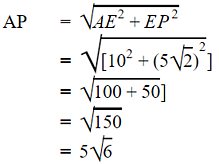 AP = √(AE² + EP²)
= √[10² + (5√2)²]
= √(100 + 50)]
= √150
= 5√6